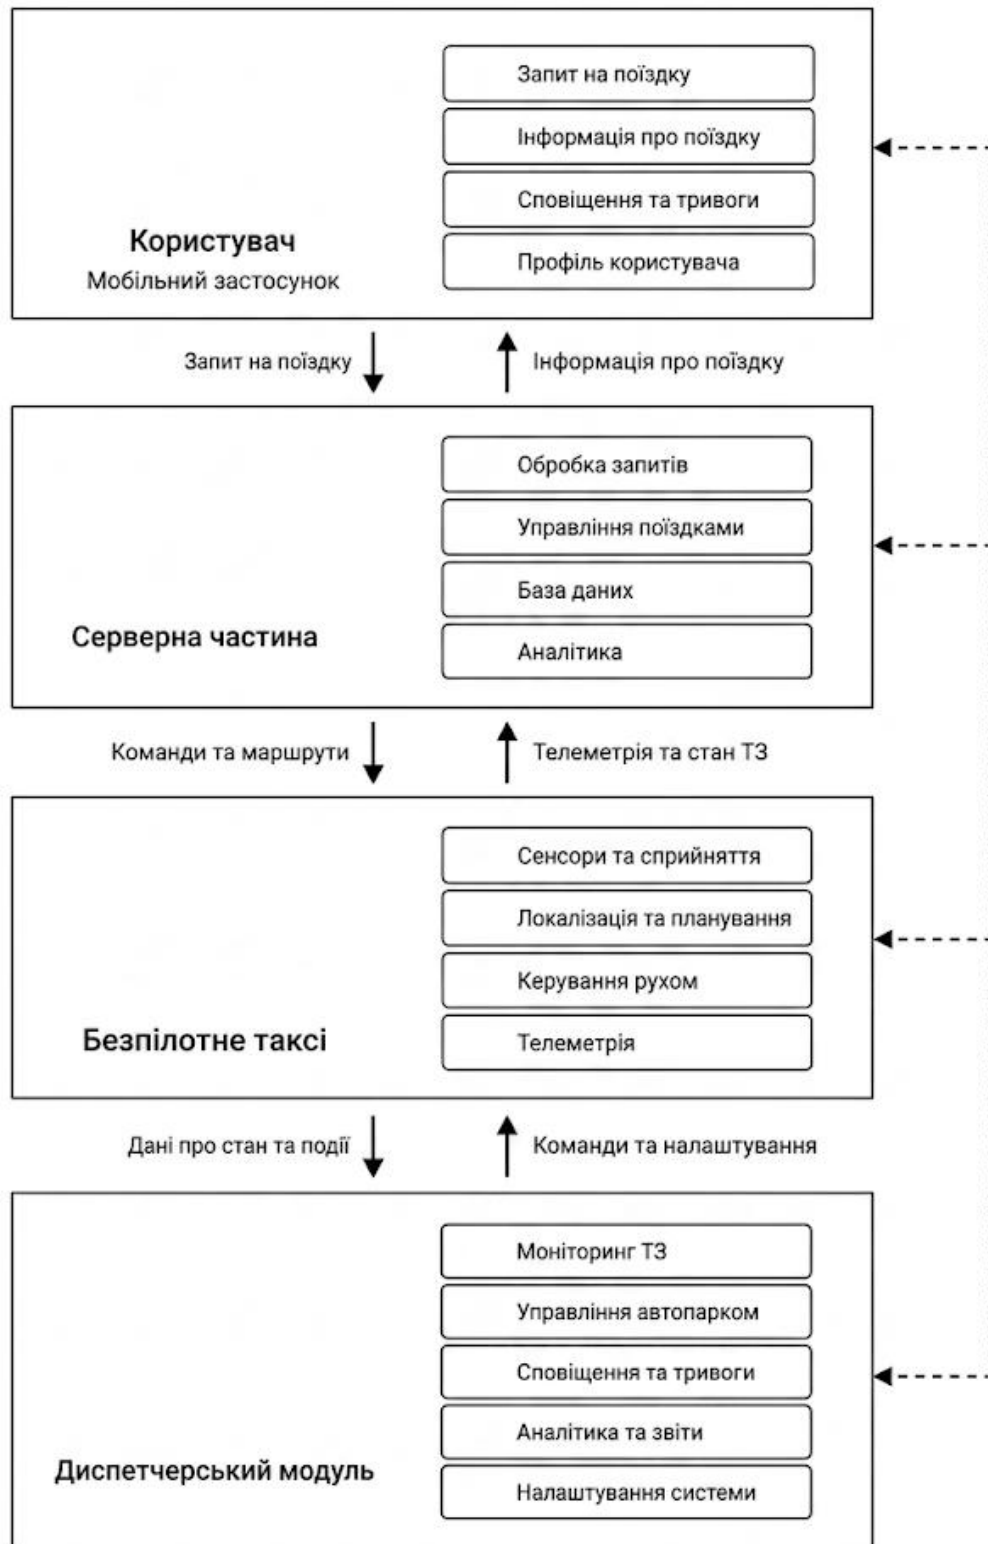 Запит на поїздку
Інформація про поїздку
Сповіщення та тривоги
Профіль користувача
Користувач
Мобільний застосунок
Запит на поїздку
Інформація про поїздку
Обробка запитів
Управління поїздками
База даних
Аналітика
Серверна частина
Команди та маршрути
Телеметрія та стан ТЗ
Сенсори та сприйняття
Локалізація та планування
Керування рухом
Телеметрія
Безпілотне таксі
Дані про стан та події
Команди та налаштування
Моніторинг ТЗ
Управління автопарком
Сповіщення та тривоги
Аналітика та звіти
Налаштування системи
Диспетчерський модуль